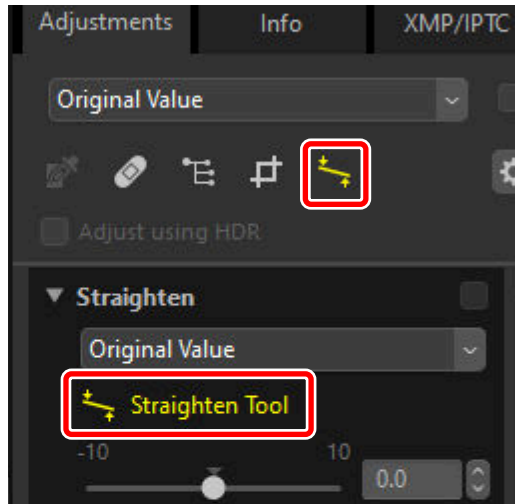 Adjustments Info XMP/IPTC
Original Value
Adjust using HDR
Straighten
Original Value
Straighten Tool
-10 10
0.0